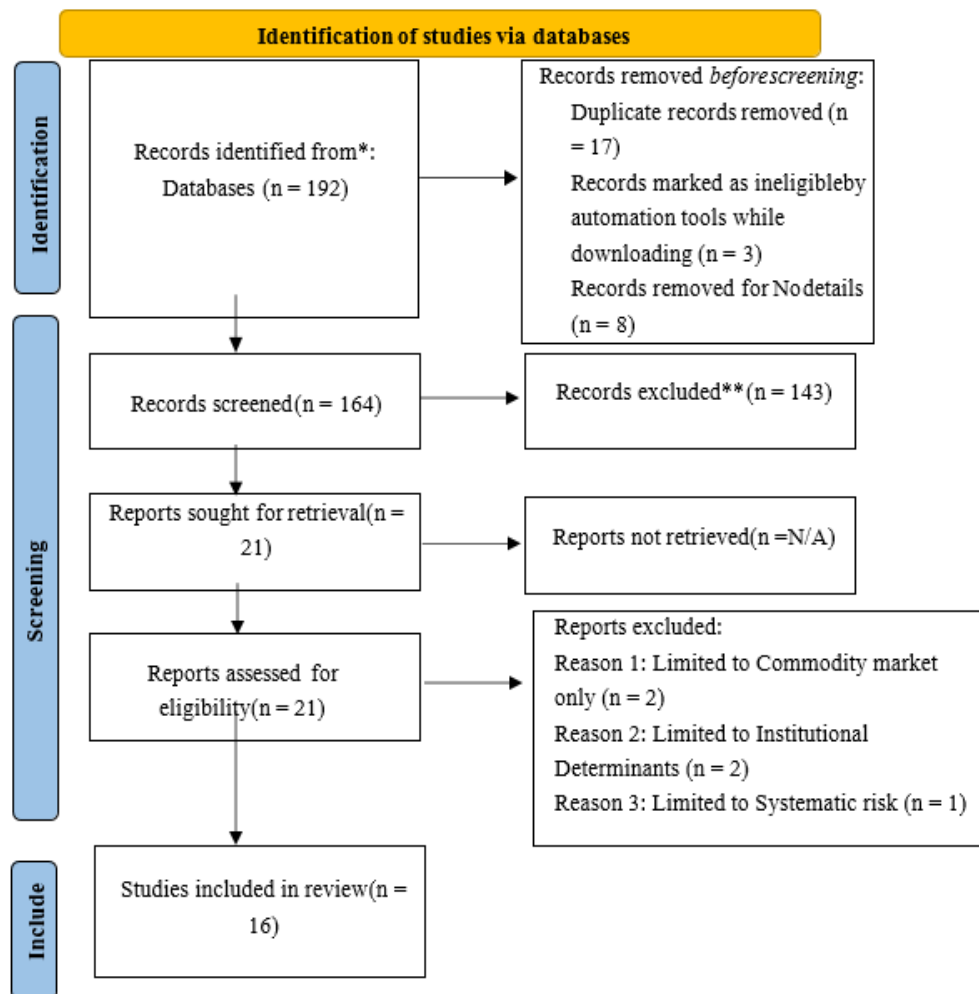 Identification of studies via databases
Identification
Records identified from*:
Databases (n = 192)
Records removed beforescreening:
Duplicate records removed (n
= 17)
Records marked as ineligibleby
automation tools while
downloading (n = 3)
Records removed for Nodetails
(n = 8)
Screening
Records screened(n = 164)
Records excluded**(n = 143)
Reports sought for retrieval(n =
21)
Reports not retrieved(n =N/A)
Reports assessed for
eligibility(n = 21)
Reports excluded:
Reason 1: Limited to Commodity market
only (n = 2)
Reason 2: Limited to Institutional
Determinants (n = 2)
Reason 3: Limited to Systematic risk (n = 1)
Include
Studies included in review(n =
16)